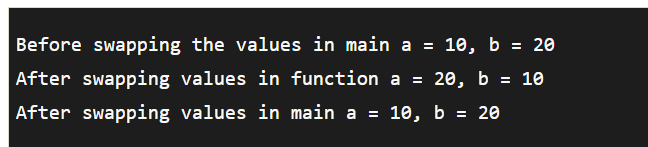 Before swapping the values in main a = 10, b = 20
After swapping values in function a = 20, b = 10
After swapping values in main a = 10, b = 20